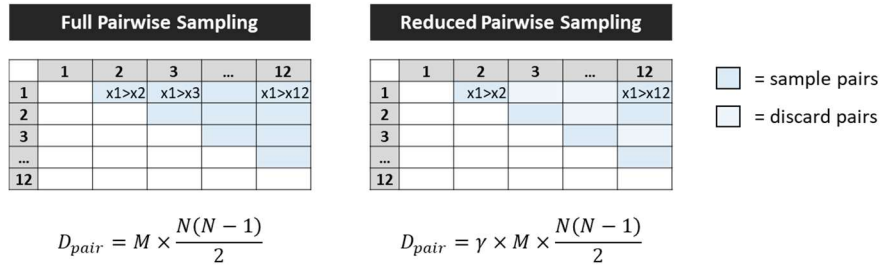 Full Pairwise Sampling
1 2 3 ... 12
1 x1>x2 x1>x3 x1>x12
2
3
...
12
D_pair = M × N(N − 1) / 2
Reduced Pairwise Sampling
1 2 3 ... 12
1 x1>x2 x1>x12
2
3
...
12
D_pair = γ × M × N(N − 1) / 2
= sample pairs
= discard pairs